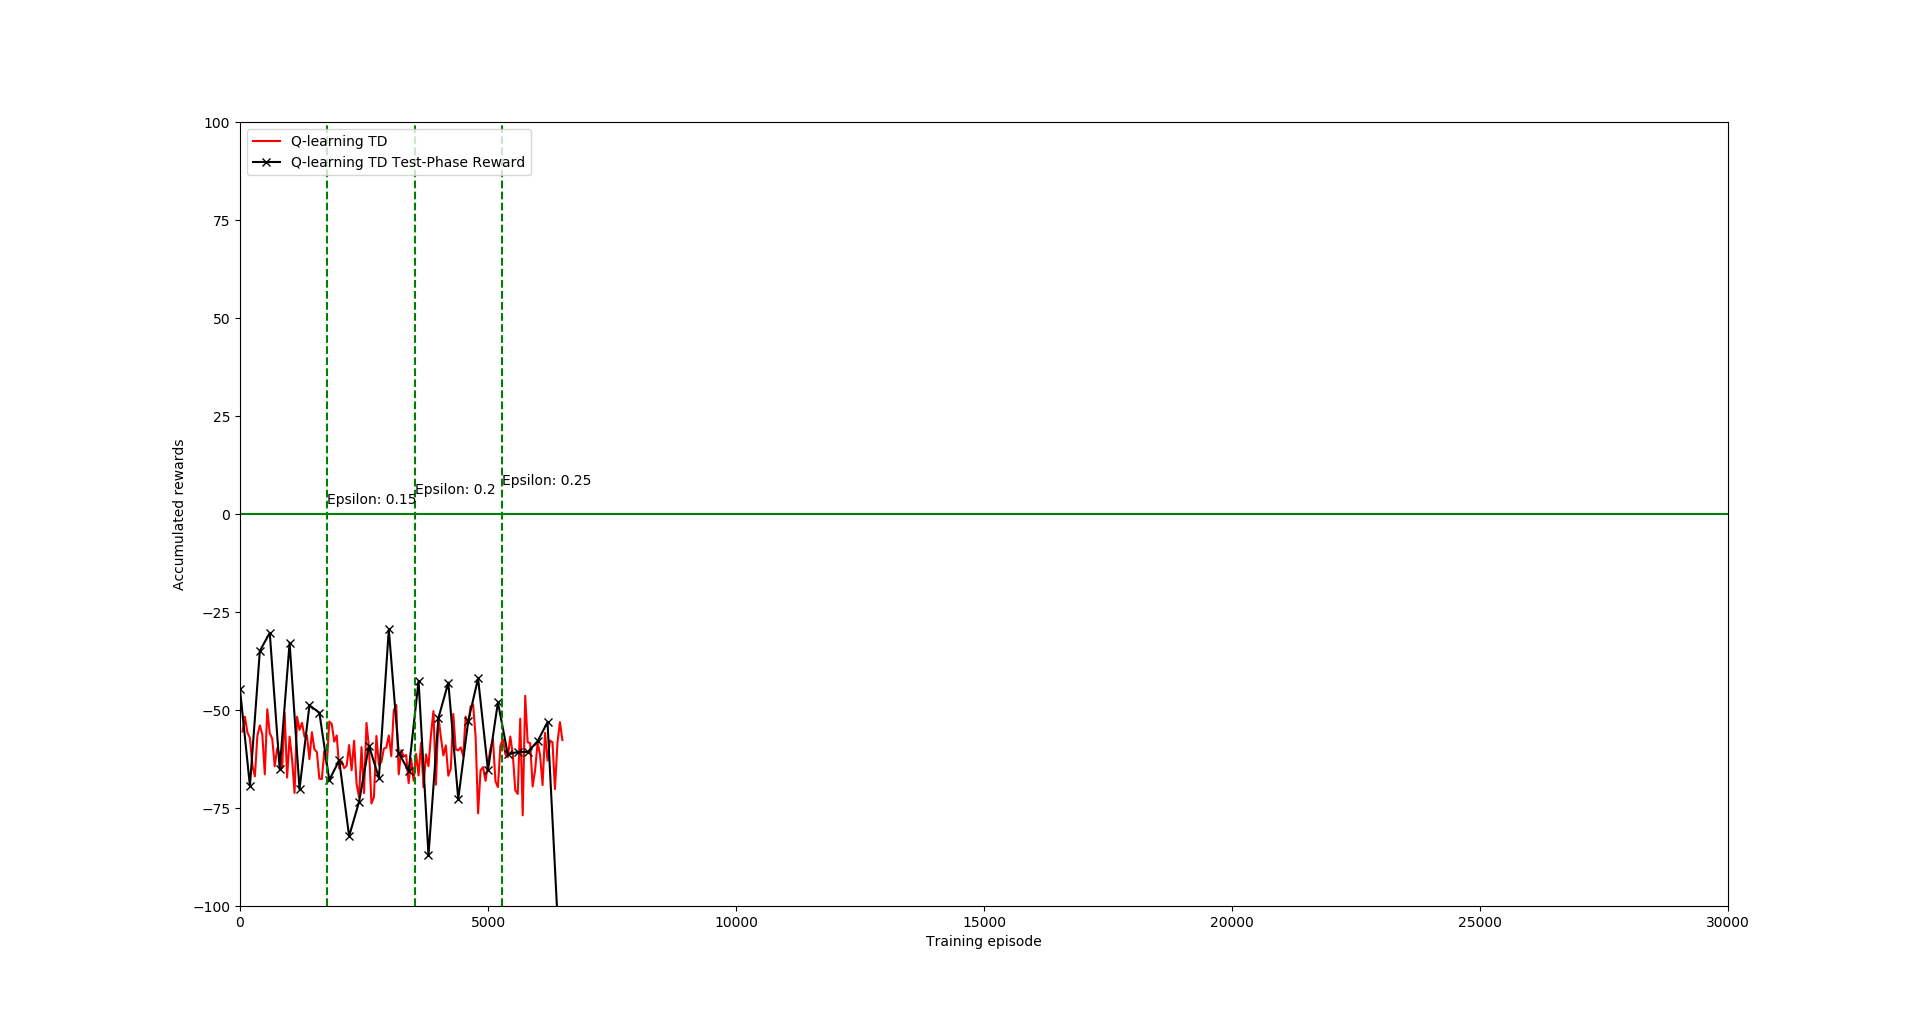 Q-learning TD
Q-learning TD Test-Phase Reward
100
75
50
25
0
−25
−50
−75
−100
Accumulated rewards
Epsilon: 0.15
Epsilon: 0.2
Epsilon: 0.25
0
5000
10000
15000
20000
25000
30000
Training episode